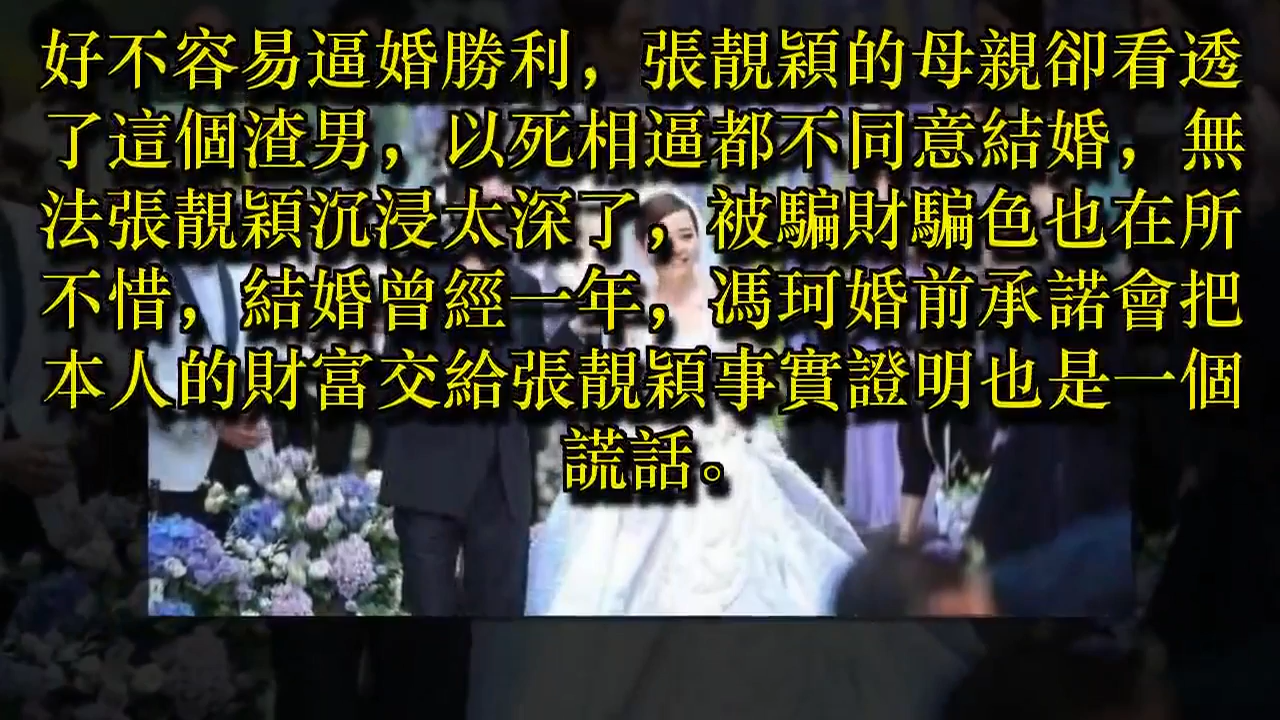 好不容易逼婚勝利，張靚穎的母親卻看透
了這個渣男，以死相逼都不同意結婚，無
法張靚穎沉浸太深了，被騙財騙色也在所
不惜，結婚曾經一年，馮珂婚前承諾會把
本人的財富交給張靚穎事實證明也是一個
謊話。